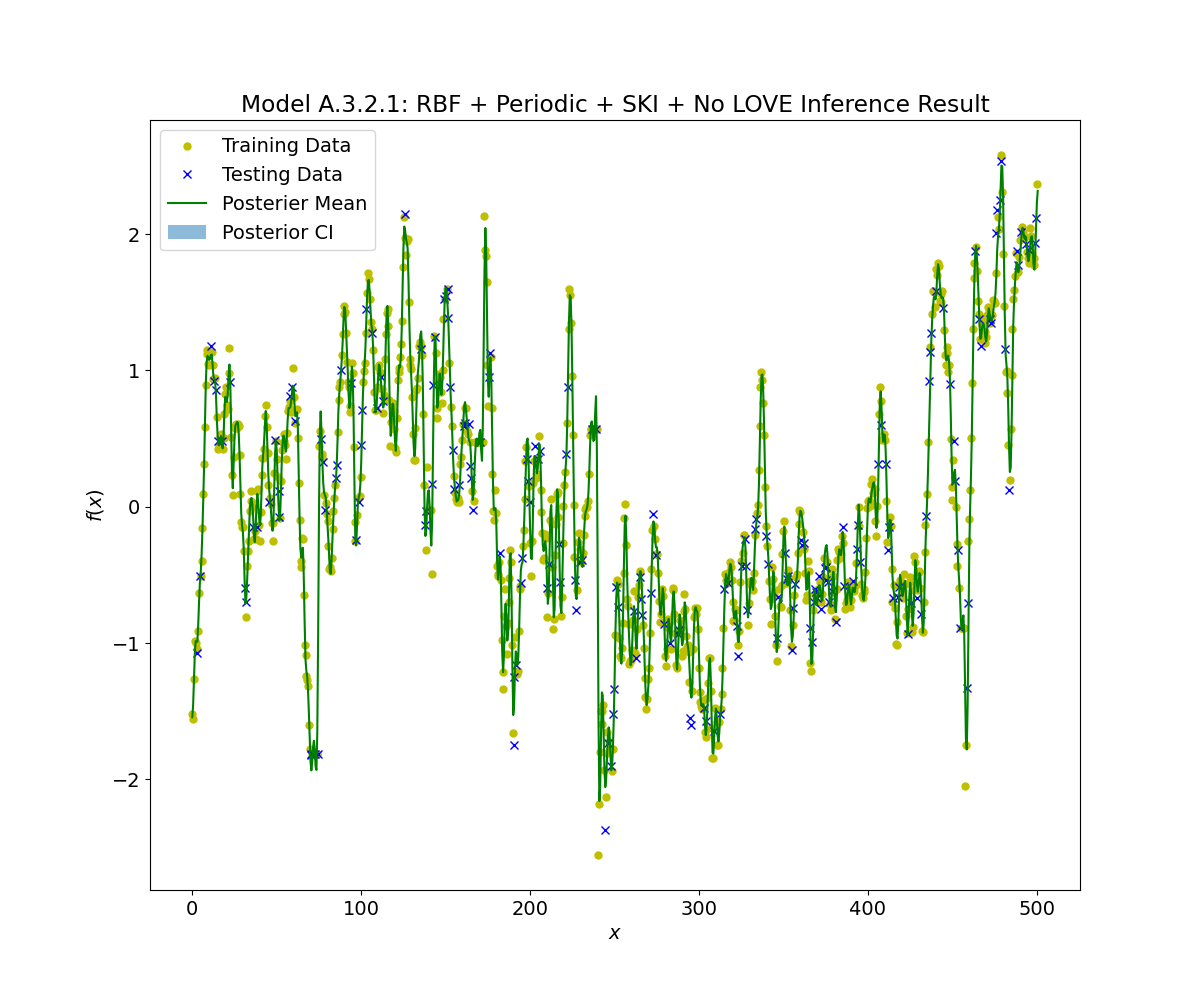 Model A.3.2.1: RBF + Periodic + SKI + No LOVE Inference Result
Training Data
Testing Data
Posterier Mean
Posterior CI
2
1
0
−1
−2
f(x)
0 100 200 300 400 500
x